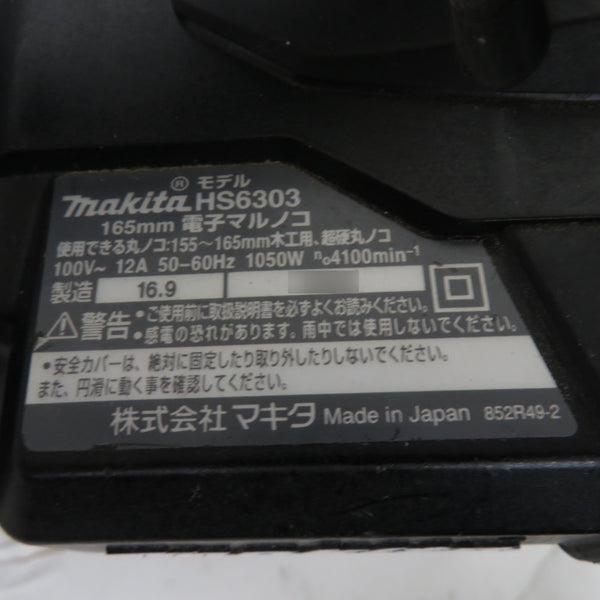 ® モデル
makita HS6303
165mm 電子マルノコ
使用できる丸ノコ:155~165mm木工用、超硬丸ノコ
100V~ 12A 50-60Hz 1050W n₀4100min⁻¹
製造 16.9
⚠警告 ・ご使用前に取扱説明書を必ずよくお読みください。
・感電の恐れがあります。雨中では使用しないでください。
・安全カバーは、絶対に固定したり取り外したりしないでください。
また、円滑に動く事を確認してください。
株式会社 マキタ Made in Japan 852R49-2